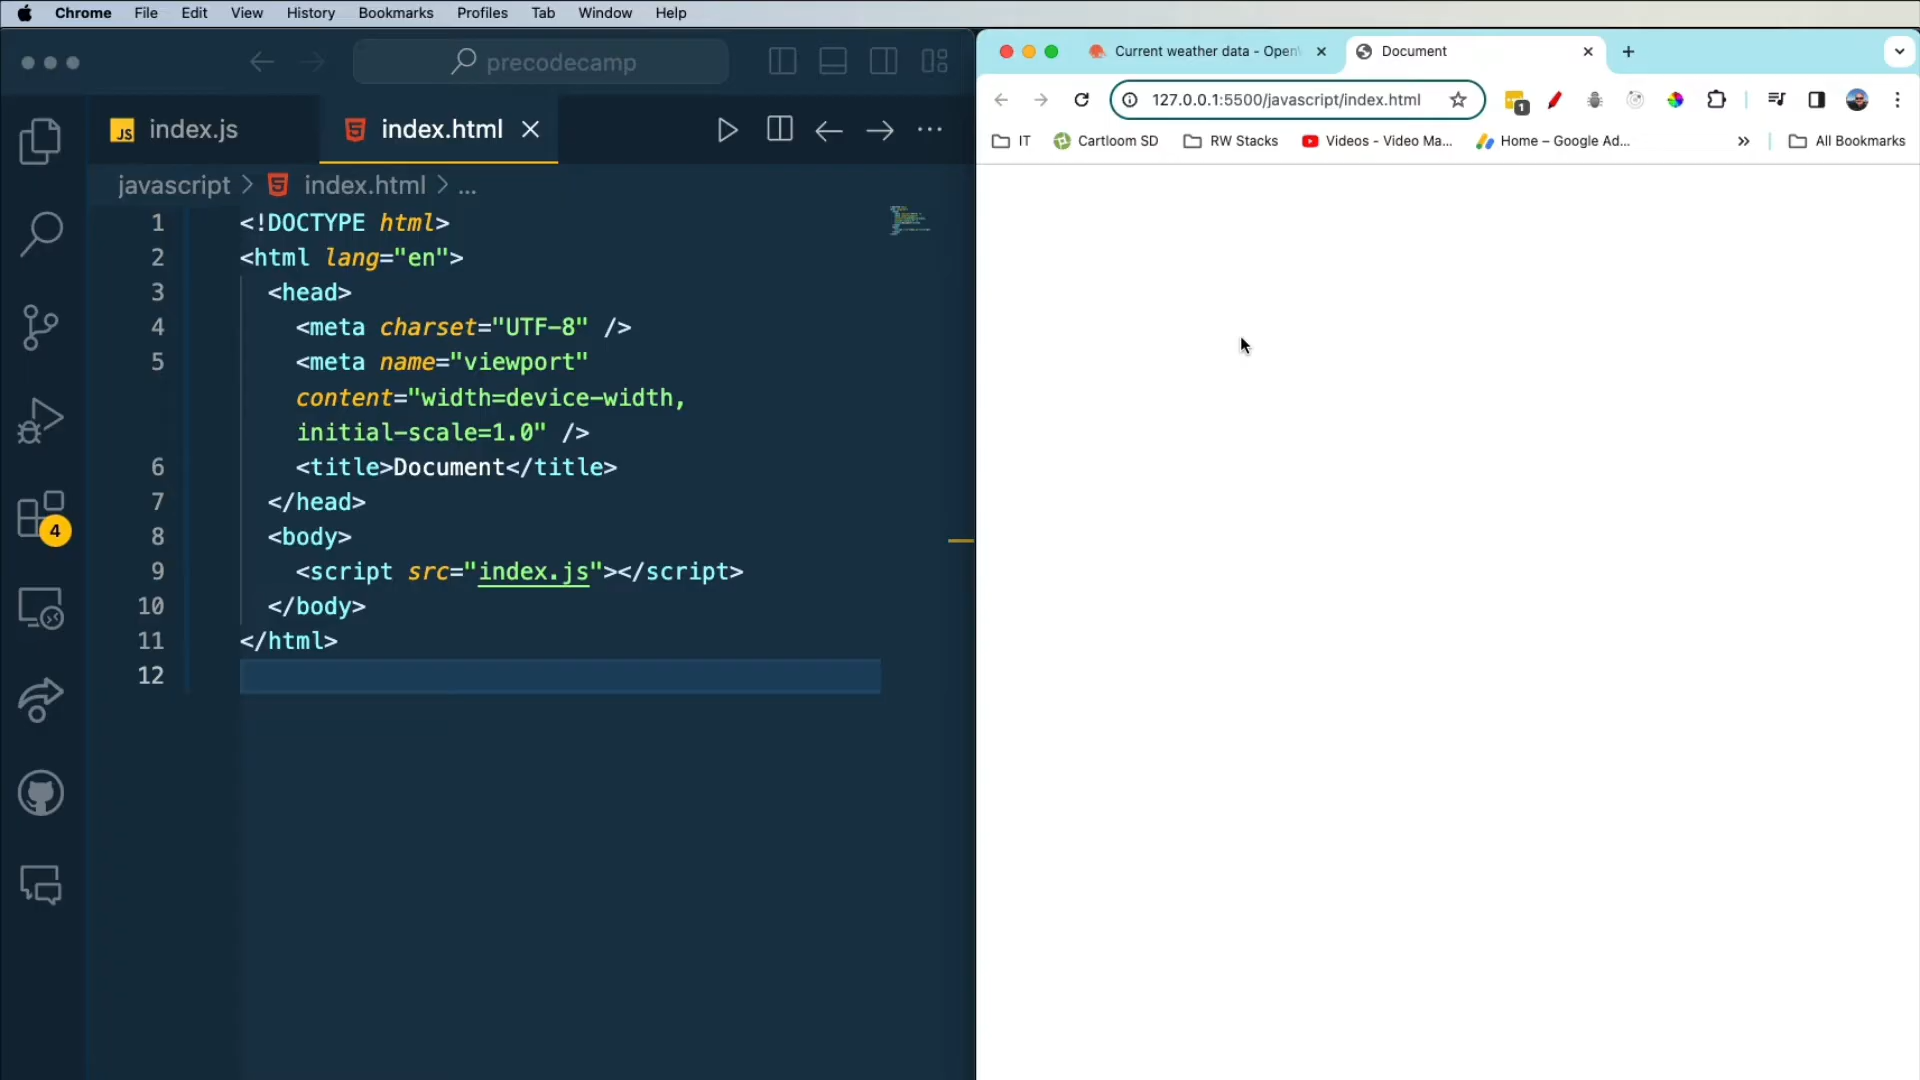 Chrome File Edit View History Bookmarks Profiles Tab Window Help
precodecamp
JS index.js
index.html
javascript > index.html > ...
1 <!DOCTYPE html>
2 <html lang="en">
3 <head>
4 <meta charset="UTF-8" />
5 <meta name="viewport"
content="width=device-width,
initial-scale=1.0" />
6 <title>Document</title>
7 </head>
8 <body>
9 <script src="index.js"></script>
10 </body>
11 </html>
12
4
Current weather data - Open
Document
127.0.0.1:5500/javascript/index.html
1
IT Cartloom SD RW Stacks Videos - Video Ma... Home – Google Ad... » All Bookmarks